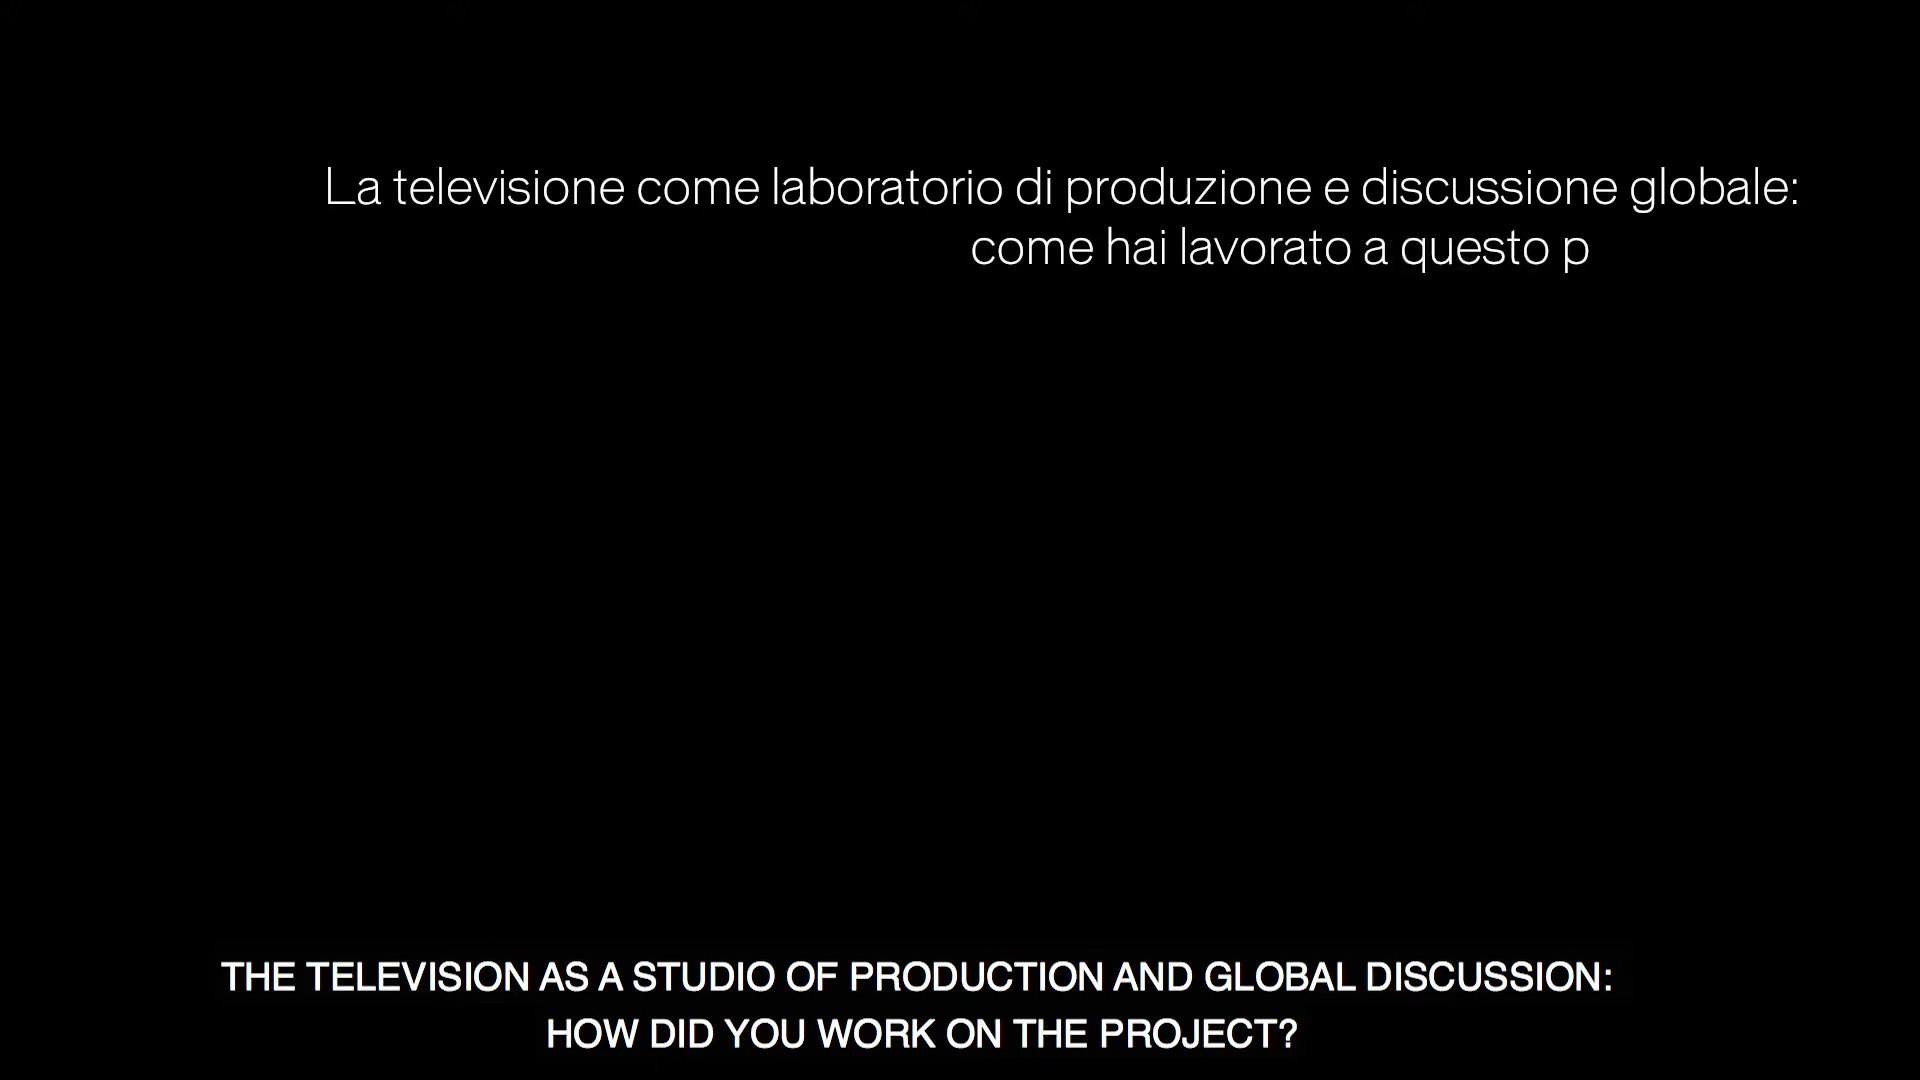 La televisione come laboratorio di produzione e discussione globale:
come hai lavorato a questo p
THE TELEVISION AS A STUDIO OF PRODUCTION AND GLOBAL DISCUSSION:
HOW DID YOU WORK ON THE PROJECT?